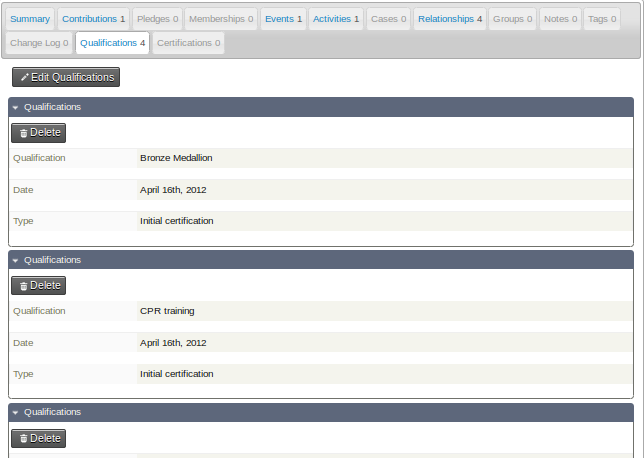 Summary Contributions 1 Pledges 0 Memberships 0 Events 1 Activities 1 Cases 0 Relationships 4 Groups 0 Notes 0 Tags 0
Change Log 0 Qualifications 4 Certifications 0
Edit Qualifications
Qualifications
Delete
Qualification Bronze Medallion
Date April 16th, 2012
Type Initial certification
Qualifications
Delete
Qualification CPR training
Date April 16th, 2012
Type Initial certification
Qualifications
Delete